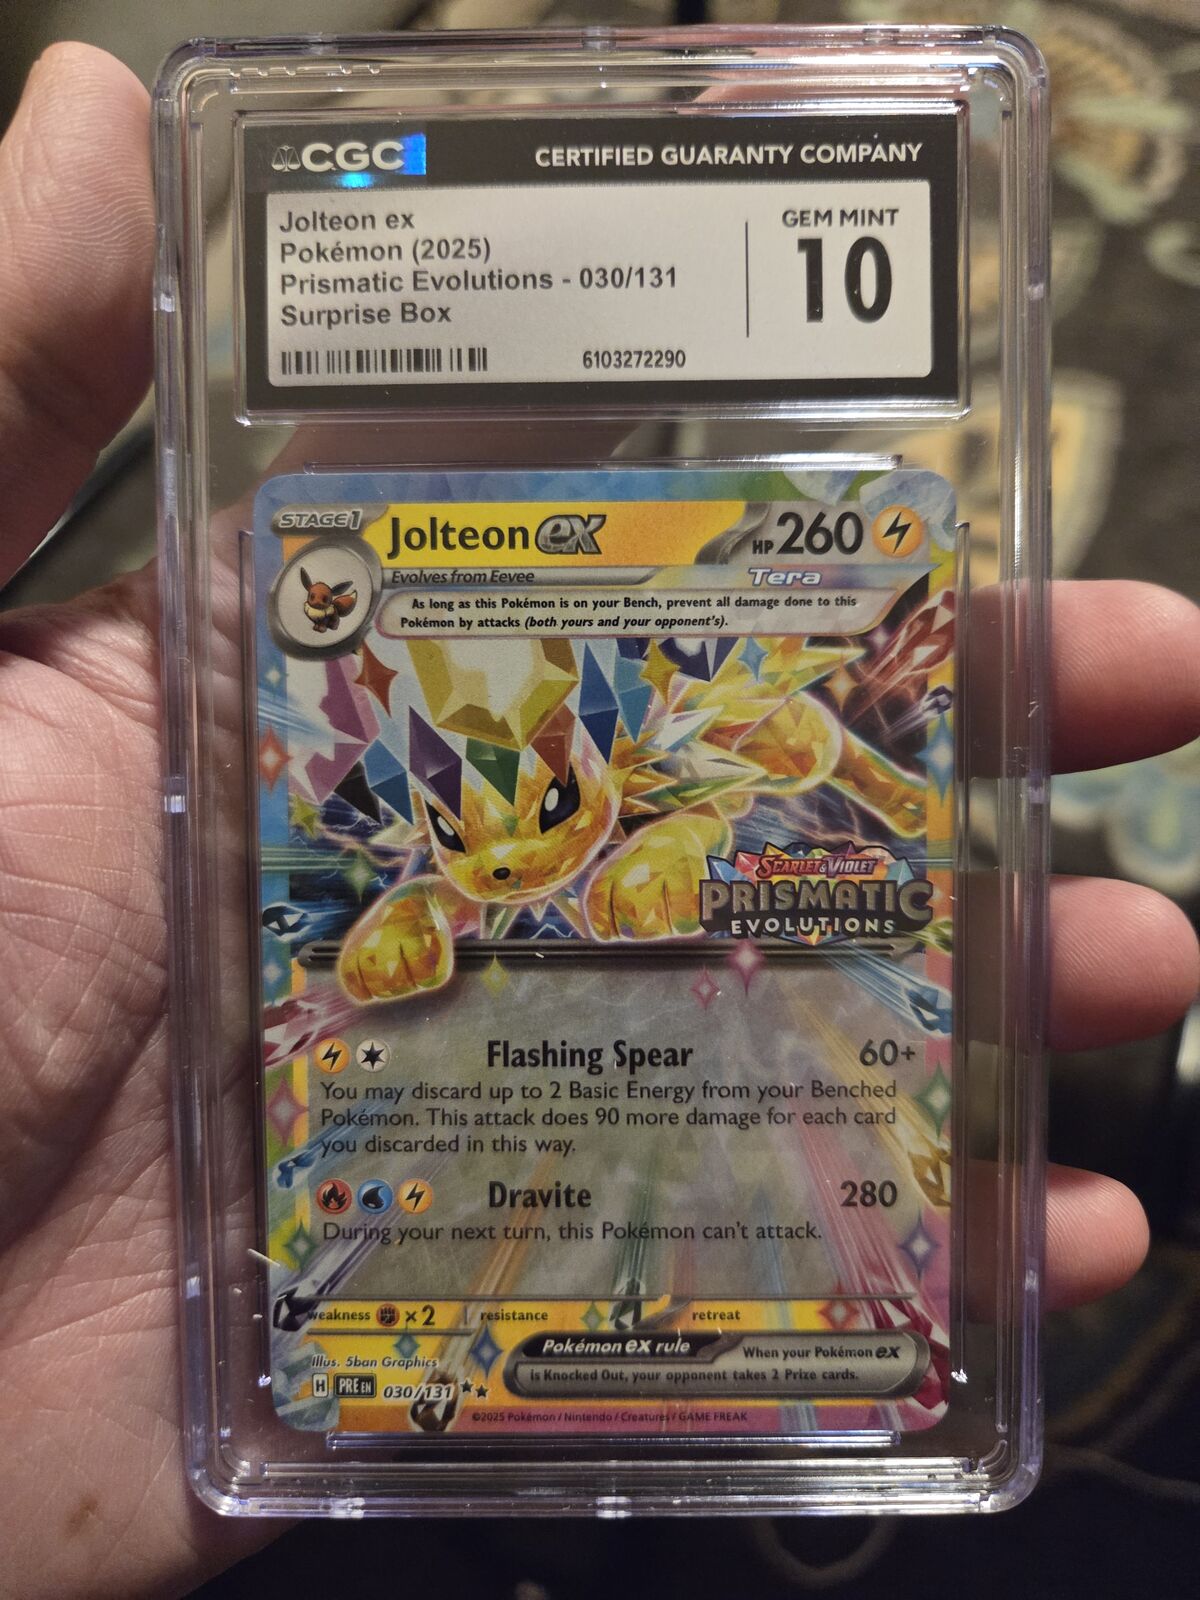 CGC
CERTIFIED GUARANTY COMPANY
Jolteon ex
Pokémon (2025)
Prismatic Evolutions - 030/131
Surprise Box
6103272290
GEM MINT
10
STAGE1
Jolteon ex
HP 260
Evolves from Eevee
Tera
As long as this Pokémon is on your Bench, prevent all damage done to this
Pokémon by attacks (both yours and your opponent's).
SCARLET & VIOLET
PRISMATIC
EVOLUTIONS
Flashing Spear 60+
You may discard up to 2 Basic Energy from your Benched
Pokémon. This attack does 90 more damage for each card
you discarded in this way.
Dravite 280
During your next turn, this Pokémon can't attack.
weakness ×2 resistance retreat
Pokémon ex rule When your Pokémon ex
is Knocked Out, your opponent takes 2 Prize cards.
Illus. 5ban Graphics
H PRE EN 030/131 ★★
©2025 Pokémon / Nintendo / Creatures / GAME FREAK